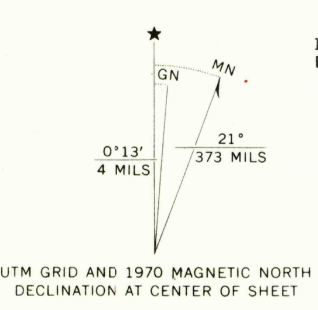 ★
GN
MN
0°13'
4 MILS
21°
373 MILS
UTM GRID AND 1970 MAGNETIC NORTH
DECLINATION AT CENTER OF SHEET